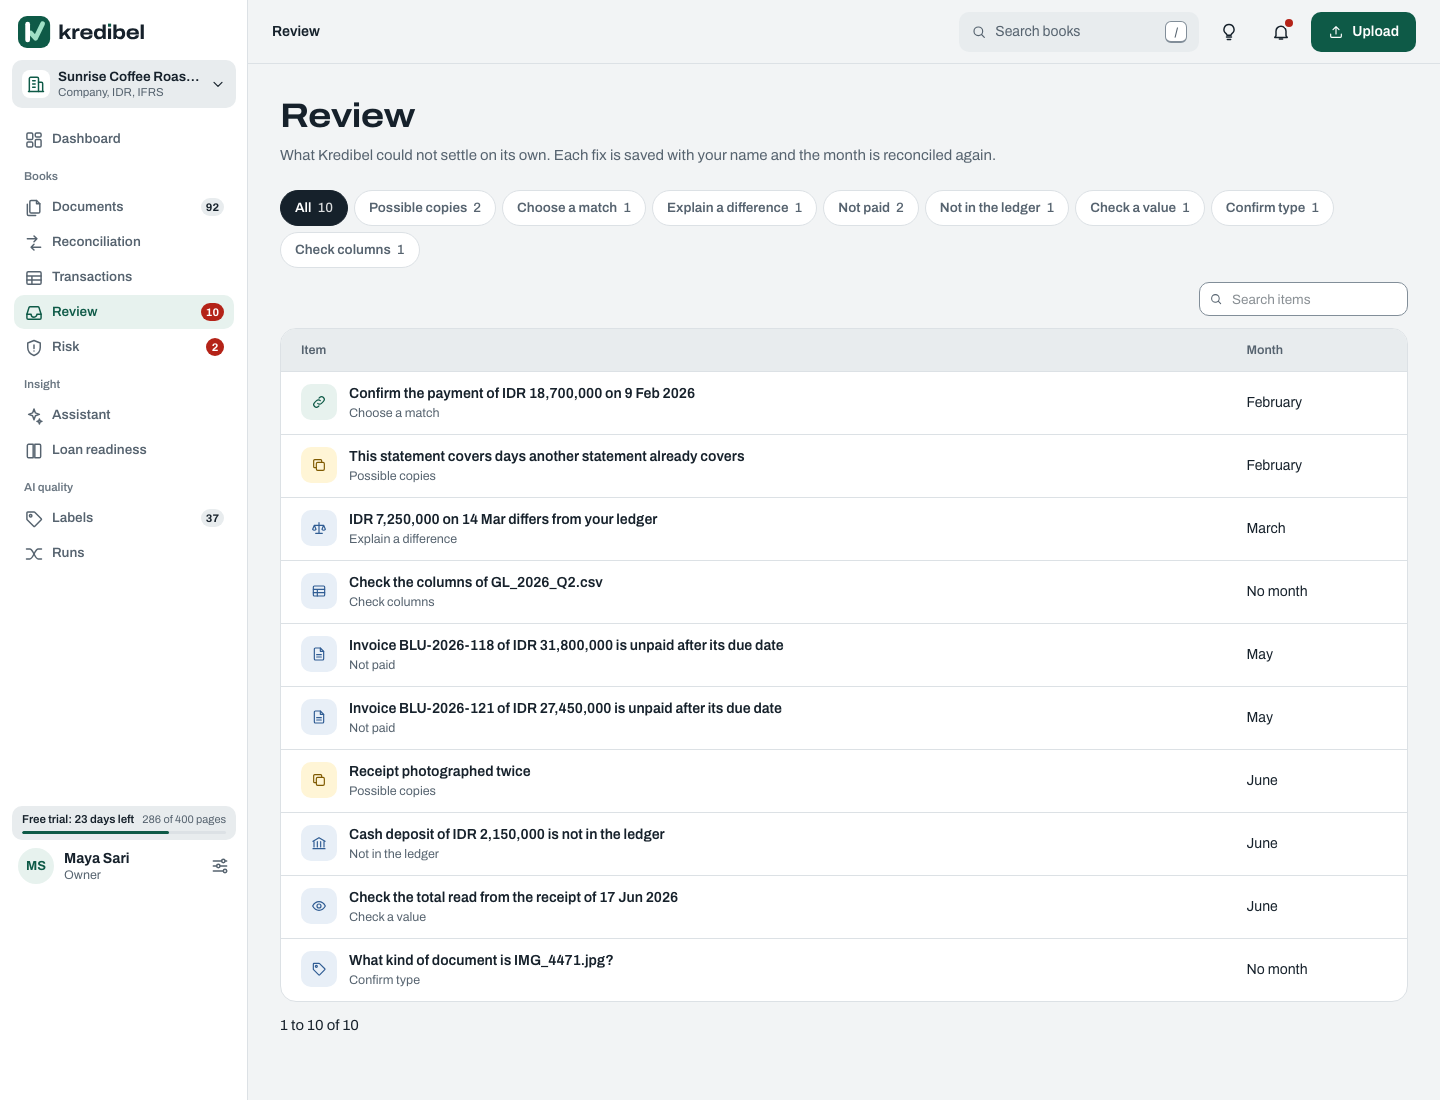 kredibel
Review
Search books
/
Upload
Sunrise Coffee Roas...
Company, IDR, IFRS
Dashboard
Books
Documents 92
Reconciliation
Transactions
Review 10
Risk 2
Insight
Assistant
Loan readiness
AI quality
Labels 37
Runs
Free trial: 23 days left 286 of 400 pages
MS
Maya Sari
Owner
Review
What Kredibel could not settle on its own. Each fix is saved with your name and the month is reconciled again.
All 10 Possible copies 2 Choose a match 1 Explain a difference 1 Not paid 2 Not in the ledger 1 Check a value 1 Confirm type 1
Check columns 1
Search items
Item Month
Confirm the payment of IDR 18,700,000 on 9 Feb 2026
Choose a match
February
This statement covers days another statement already covers
Possible copies
February
IDR 7,250,000 on 14 Mar differs from your ledger
Explain a difference
March
Check the columns of GL_2026_Q2.csv
Check columns
No month
Invoice BLU-2026-118 of IDR 31,800,000 is unpaid after its due date
Not paid
May
Invoice BLU-2026-121 of IDR 27,450,000 is unpaid after its due date
Not paid
May
Receipt photographed twice
Possible copies
June
Cash deposit of IDR 2,150,000 is not in the ledger
Not in the ledger
June
Check the total read from the receipt of 17 Jun 2026
Check a value
June
What kind of document is IMG_4471.jpg?
Confirm type
No month
1 to 10 of 10